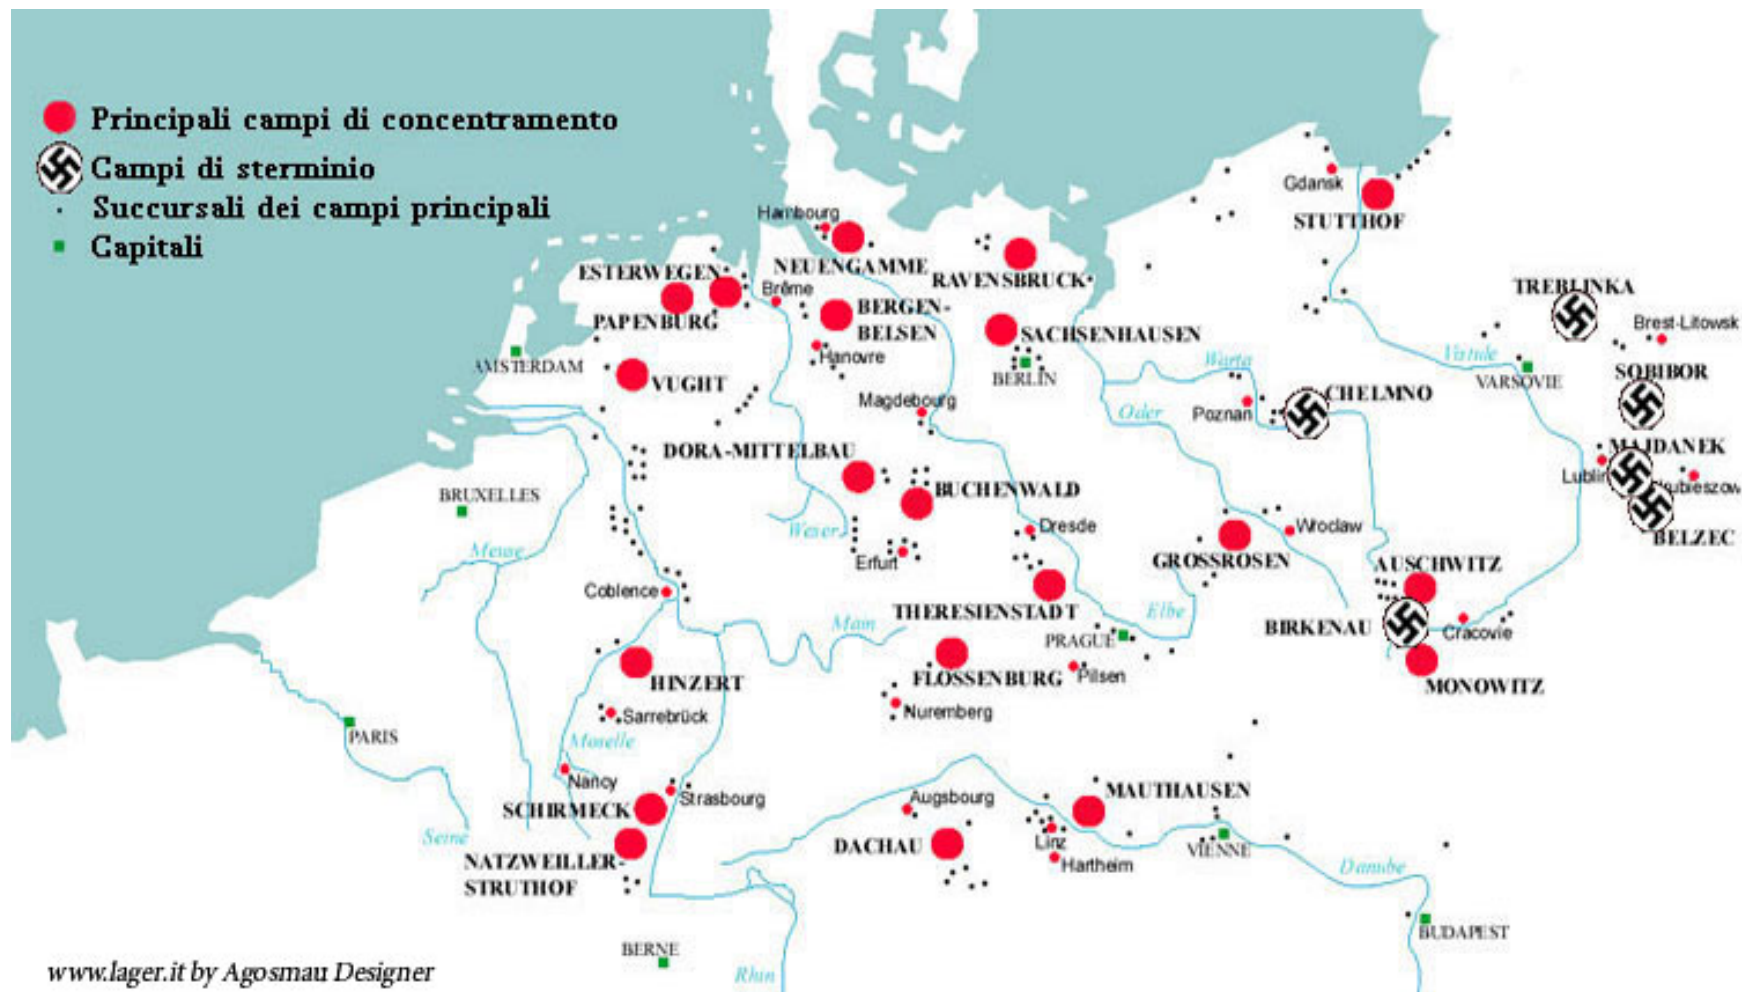 Principali campi di concentramento
Campi di sterminio
Succursali dei campi principali
Capitali
Gdansk
STUTTHOF
Hambourg
NEUENGAMME
RAVENSBRUCK
ESTERWEGEN
Brême
PAPENBURG
BERGEN-
BELSEN
SACHSENHAUSEN
TREBLINKA
Brest-Litowsk
Hanovre
AMSTERDAM
VUGHT
BERLIN
Warta
Vistule
VARSOVIE
SOBIBOR
Magdebourg
Oder
Poznan
CHELMNO
DORA-MITTELBAU
MAJDANEK
Lublin
BRUXELLES
BUCHENWALD
Meuse
Weser
Dresde
Wroclaw
BELZEC
Erfurt
GROSSROSEN
AUSCHWITZ
Coblence
THERESIENSTADT
Elbe
Main
PRAGUE
BIRKENAU
Cracovie
HINZERT
FLOSSENBURG
Pilsen
MONOWITZ
Sarrebrück
Nuremberg
PARIS
Moselle
Nancy
SCHIRMECK
Strasbourg
Augsbourg
MAUTHAUSEN
Seine
DACHAU
Linz
VIENNE
NATZWEILLER-
STRUTHOF
Hartheim
Danube
BUDAPEST
BERNE
Rhin
www.lager.it by Agosmau Designer